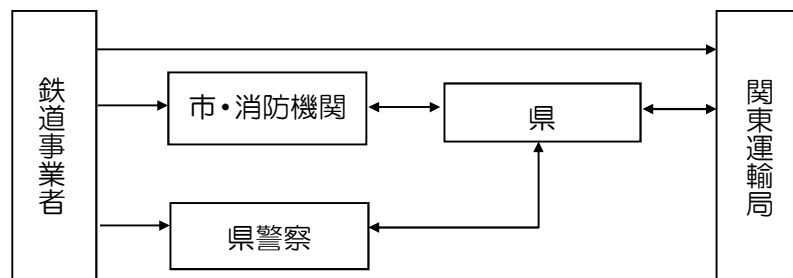 鉄道事業者
市・消防機関
県
県警察
関東運輸局